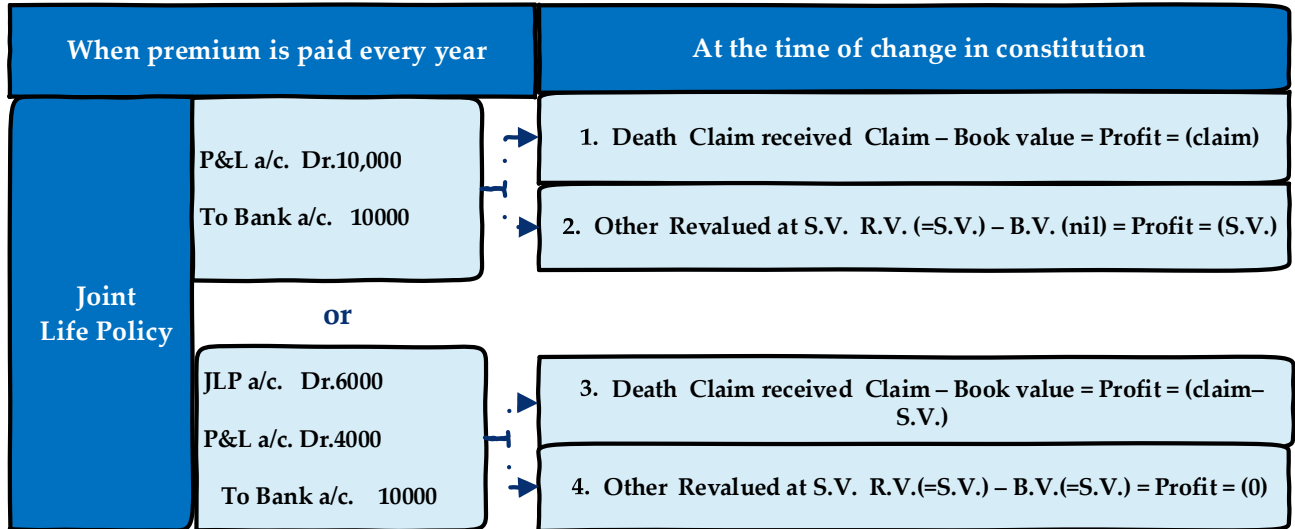 When premium is paid every year
At the time of change in constitution
Joint
Life Policy
P&L a/c. Dr.10,000
To Bank a/c. 10000
1. Death Claim received Claim – Book value = Profit = (claim)
2. Other Revalued at S.V. R.V. (=S.V.) – B.V. (nil) = Profit = (S.V.)
or
JLP a/c. Dr.6000
P&L a/c. Dr.4000
To Bank a/c. 10000
3. Death Claim received Claim – Book value = Profit = (claim–
S.V.)
4. Other Revalued at S.V. R.V.(=S.V.) – B.V.(=S.V.) = Profit = (0)